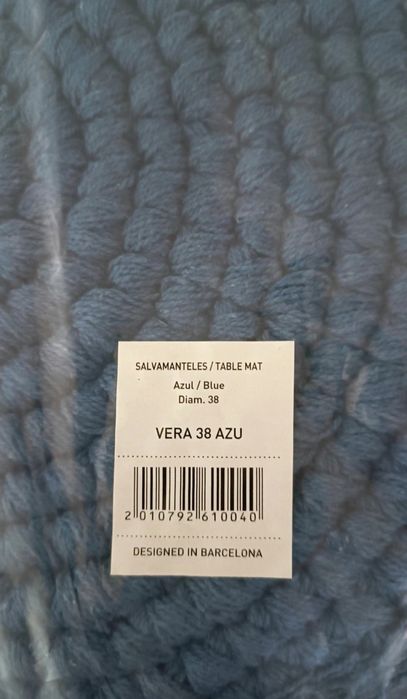 SALVAMANTELES / TABLE MAT
Azul / Blue
Diam. 38
VERA 38 AZU
2 010792 610040
DESIGNED IN BARCELONA